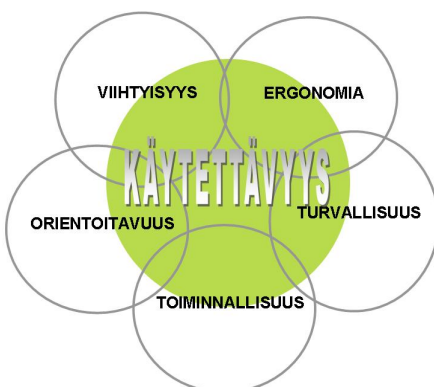 VIIHTYISYYS
ERGONOMIA
KÄYTETTÄVYYS
ORIENTOITAVUUS
TURVALLISUUS
TOIMINNALLISUUS